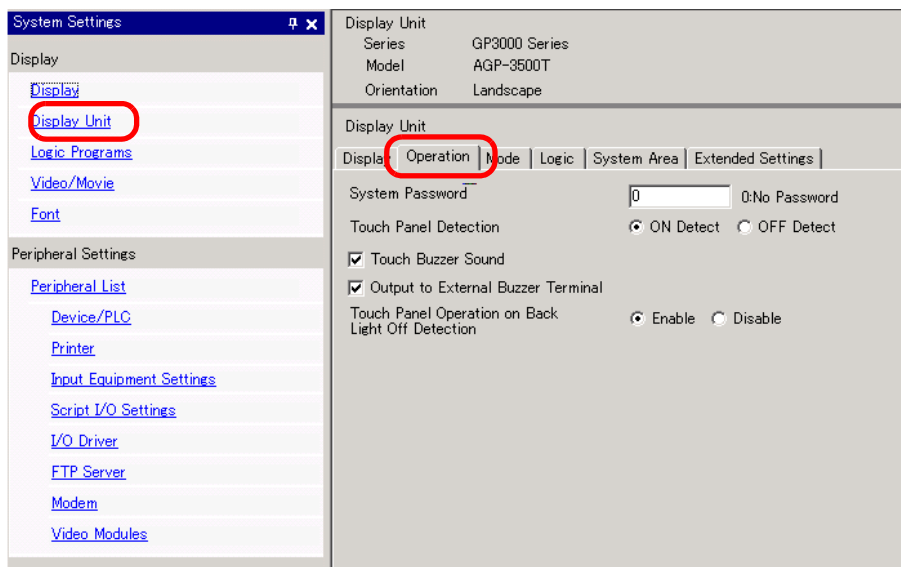 System Settings
Display
Display
Display Unit
Logic Programs
Video/Movie
Font
Peripheral Settings
Peripheral List
Device/PLC
Printer
Input Equipment Settings
Script I/O Settings
I/O Driver
FTP Server
Modem
Video Modules
Display Unit
Series GP3000 Series
Model AGP-3500T
Orientation Landscape
Display Unit
Display Operation Mode Logic System Area Extended Settings
System Password 0 0:No Password
Touch Panel Detection ON Detect OFF Detect
Touch Buzzer Sound
Output to External Buzzer Terminal
Touch Panel Operation on Back
Light Off Detection Enable Disable